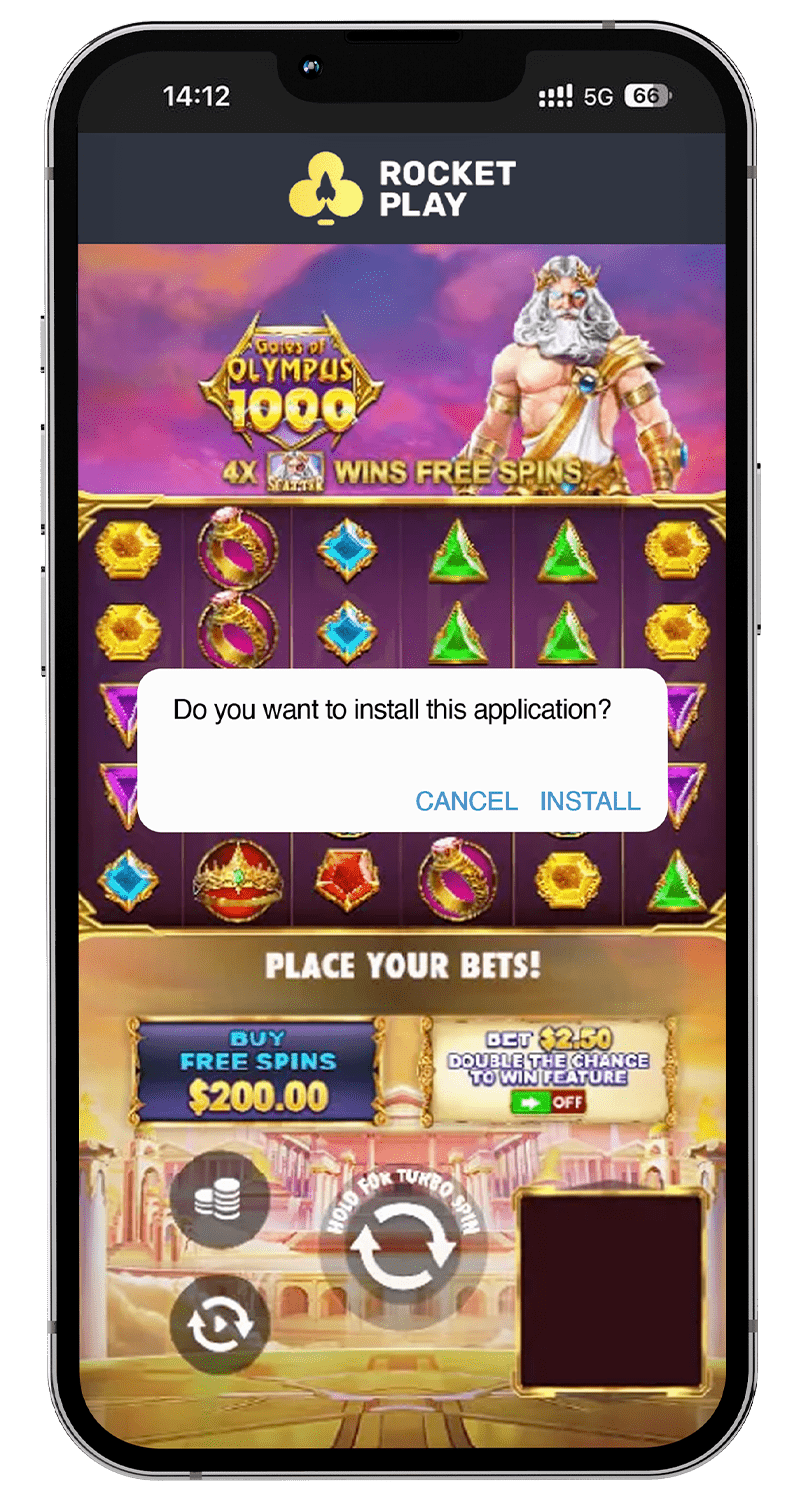 14:12
5G
66
ROCKET
PLAY
Gates of
OLYMPUS
1000
4X SCATTER WINS FREE SPINS
Do you want to install this application?
CANCEL INSTALL
PLACE YOUR BETS!
BUY
FREE SPINS
$200.00
BET $2.50
DOUBLE THE CHANCE
TO WIN FEATURE
OFF
HOLD FOR TURBO SPIN